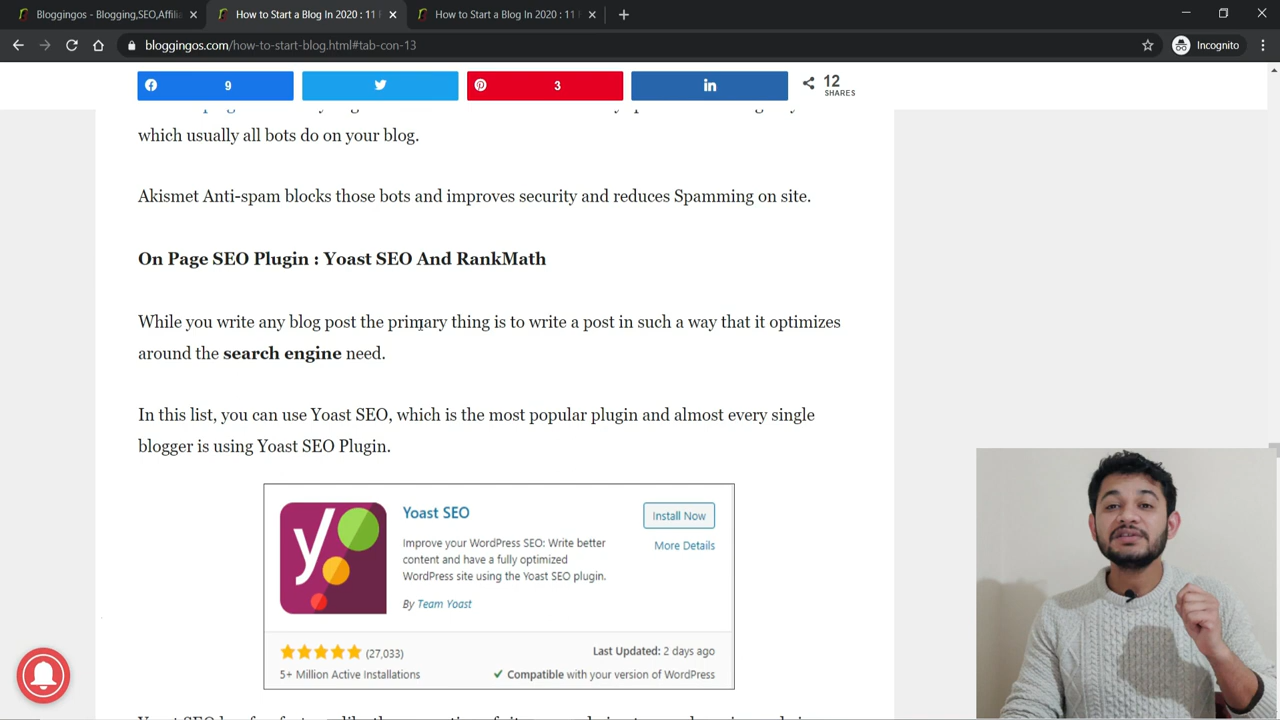 Bloggingos - Blogging,SEO,Affili
How to Start a Blog In 2020 : 11
How to Start a Blog In 2020 : 11
bloggingos.com/how-to-start-blog.html#tab-con-13
Incognito
9
3
12
SHARES
which usually all bots do on your blog.
Akismet Anti-spam blocks those bots and improves security and reduces Spamming on site.
On Page SEO Plugin : Yoast SEO And RankMath
While you write any blog post the primary thing is to write a post in such a way that it optimizes
around the search engine need.
In this list, you can use Yoast SEO, which is the most popular plugin and almost every single
blogger is using Yoast SEO Plugin.
Yoast SEO
Install Now
More Details
Improve your WordPress SEO: Write better
content and have a fully optimized
WordPress site using the Yoast SEO plugin.
By Team Yoast
(27,033)
Last Updated: 2 days ago
5+ Million Active Installations
Compatible with your version of WordPress